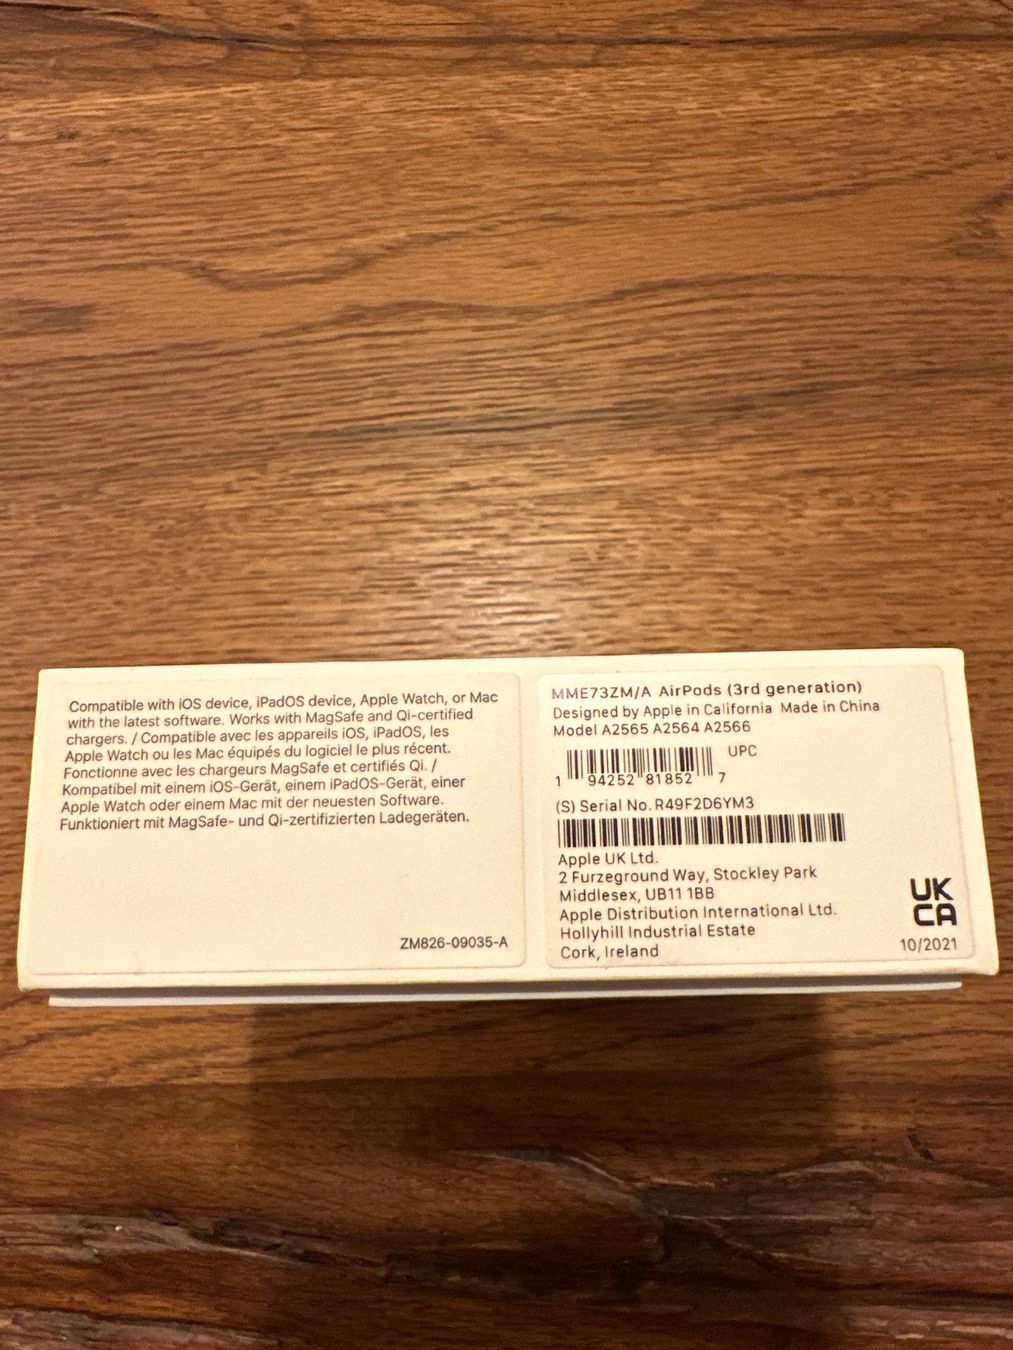 Compatible with iOS device, iPadOS device, Apple Watch, or Mac
with the latest software. Works with MagSafe and Qi-certified
chargers. / Compatible avec les appareils iOS, iPadOS, les
Apple Watch ou les Mac équipés du logiciel le plus récent.
Fonctionne avec les chargeurs MagSafe et certifiés Qi. /
Kompatibel mit einem iOS-Gerät, einem iPadOS-Gerät, einer
Apple Watch oder einem Mac mit der neuesten Software.
Funktioniert mit MagSafe- und Qi-zertifizierten Ladegeräten.
ZM826-09035-A
MME73ZM/A AirPods (3rd generation)
Designed by Apple in California Made in China
Model A2565 A2564 A2566
UPC
1 94252 81852 7
(S) Serial No. R49F2D6YM3
Apple UK Ltd.
2 Furzeground Way, Stockley Park
Middlesex, UB11 1BB
Apple Distribution International Ltd.
Hollyhill Industrial Estate
Cork, Ireland
UK
CA
10/2021